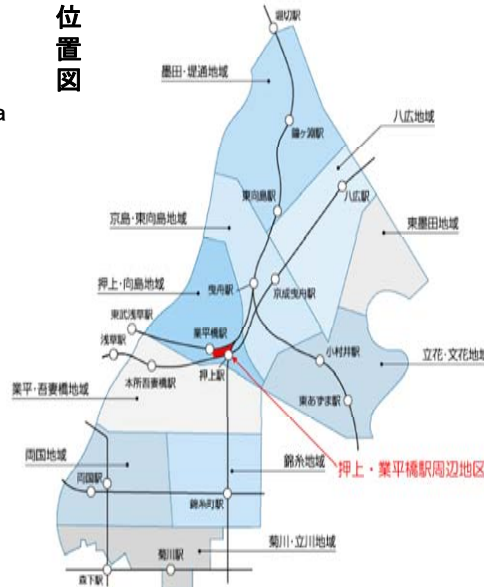 位置図
a
堀切駅
墨田・堤通地域
鐘ヶ淵駅
八広地域
東向島駅
八広駅
京島・東向島地域
東墨田地域
押上・向島地域
曳舟駅
京成曳舟駅
東武浅草駅
浅草駅
業平橋駅
小村井駅
押上駅
立花・文花地域
本所吾妻橋駅
業平・吾妻橋地域
東あずま駅
両国地域
錦糸地域
押上・業平橋駅周辺地区
両国駅
錦糸町駅
菊川・立川地域
菊川駅
森下駅